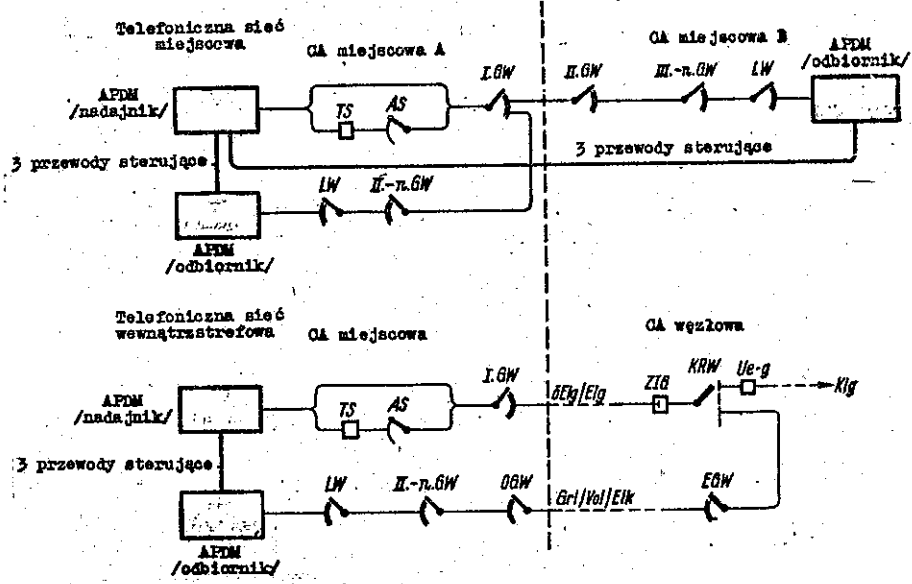 Telefoniczna sieć
miejscowa
CA miejscowa A
CA miejscowa B
APDM
/odbiornik/
APDM
/nadajnik/
TS
AS
I.GW
II.GW
III.-n.GW
LW
3 przewody sterujące
3 przewody sterujące
LW
II.-n.GW
APDM
/odbiornik/
Telefoniczna sieć
wewnątrzstrefowa
CA miejscowa
CA węzłowa
APDM
/nadajnik/
TS
AS
I.GW
öElg/Elg
ZIG
KRW
Ue-g
Klg
3 przewody sterujące
LW
II.-n.GW
OGW
Grl/Vol/Elk
EGW
APDM
/odbiornik/